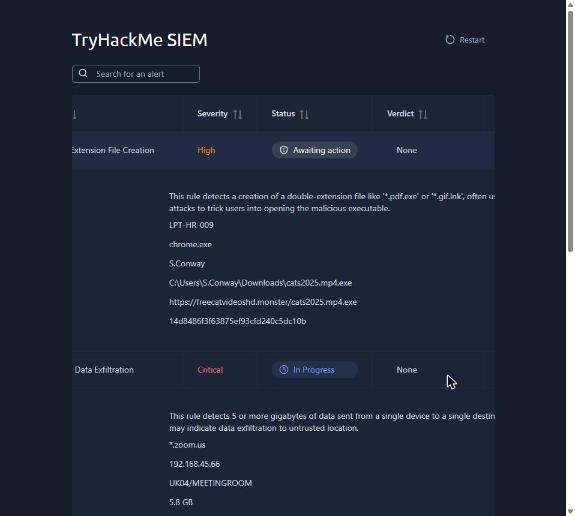 TryHackMe SIEM
Restart
Search for an alert
Severity Status Verdict
Extension File Creation High Awaiting action None
This rule detects a creation of a double-extension file like '*.pdf.exe' or '*.gif.lnk', often
attacks to trick users into opening the malicious executable.
LPT-HR-009
chrome.exe
S.Conway
C:\Users\S.Conway\Downloads\cats2025.mp4.exe
https://freecatvideoshd.monster/cats2025.mp4.exe
14d8486f3f63875ef93cfd240c5dc10b
Data Exfiltration Critical In Progress None
This rule detects 5 or more gigabytes of data sent from a single device to a single
may indicate data exfiltration to untrusted location.
*.zoom.us
192.168.45.66
UK04/MEETINGROOM
5.8 GB